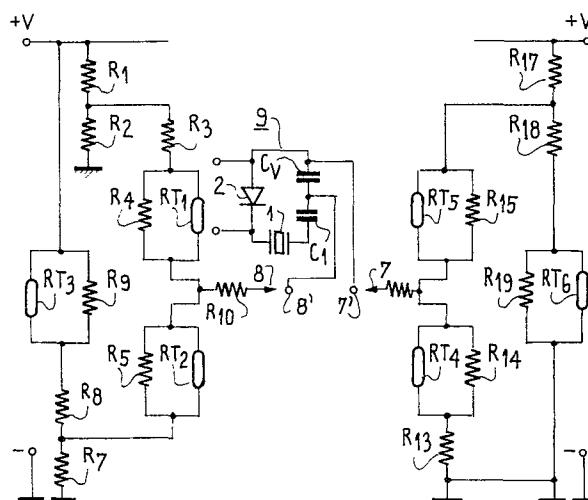 +V
+V
R1
R17
R2
R3
9
R18
CV
R4
RT1
2
1
C1
RT5
R15
RT3
R9
R10
8
8'
7'
7
R19
RT6
R5
RT2
RT4
R14
R8
R7
R13
-
-